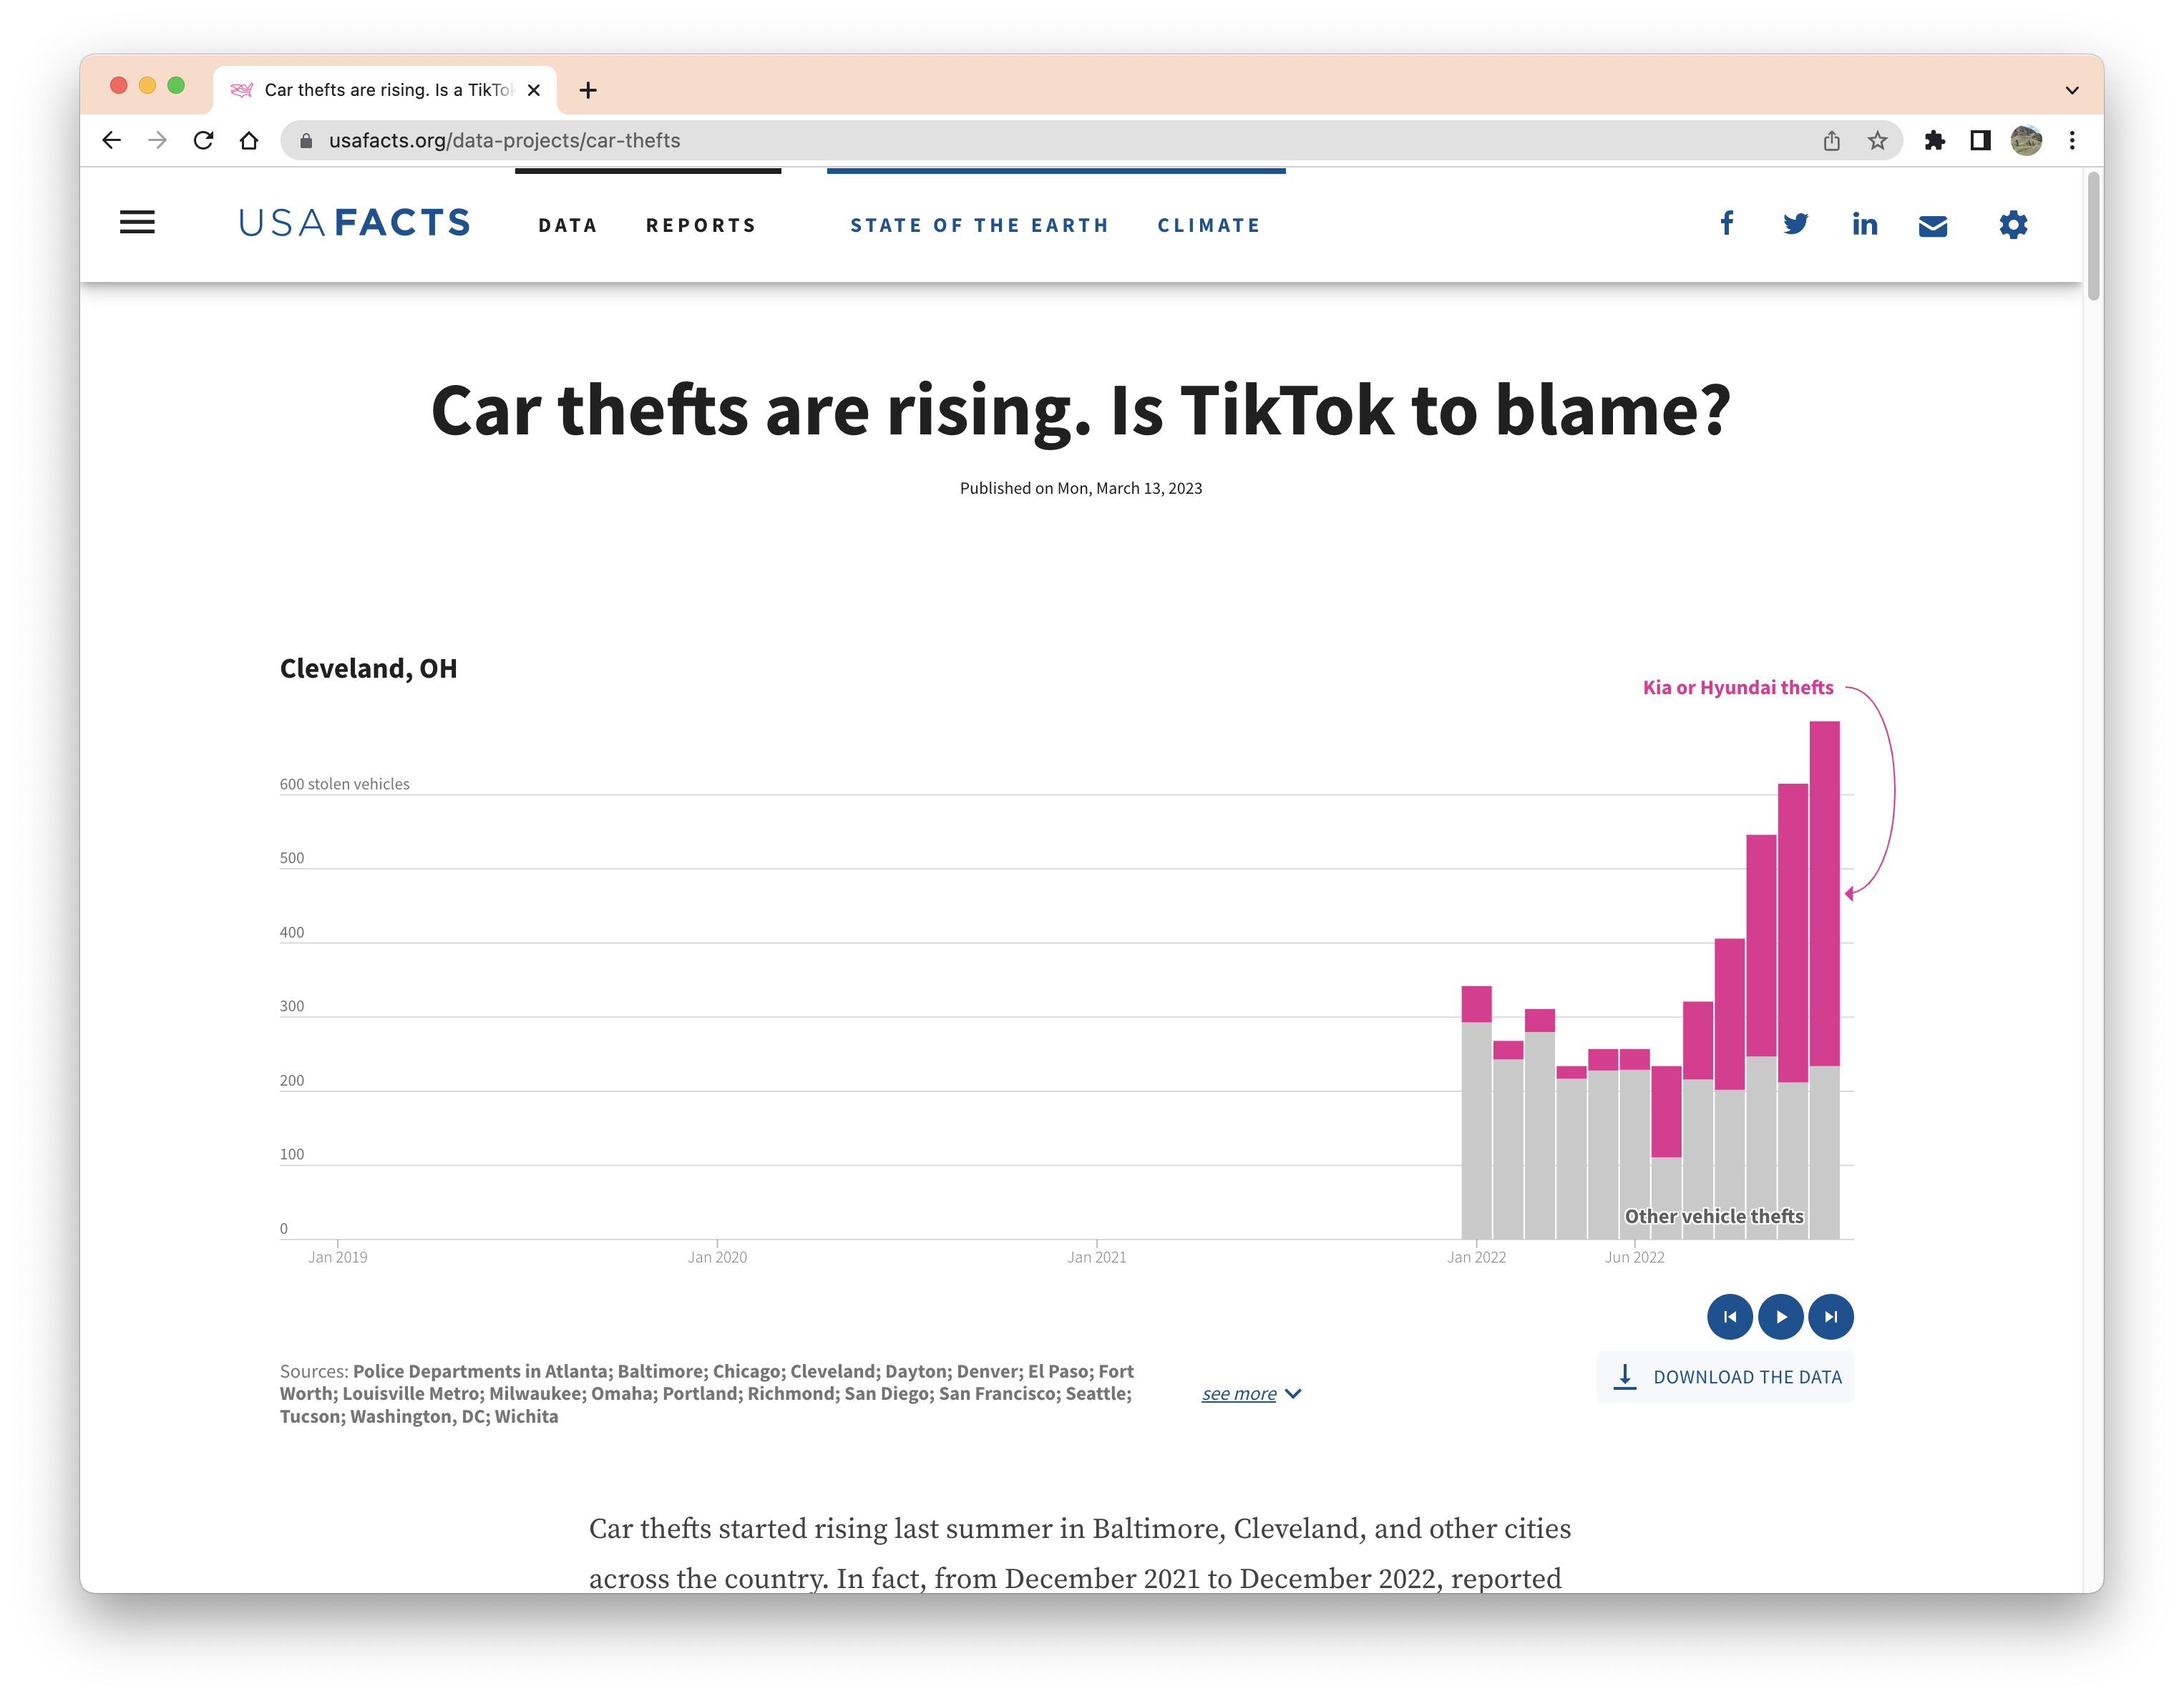 Car thefts are rising. Is a TikTo
usafacts.org/data-projects/car-thefts
USAFACTS
DATA REPORTS STATE OF THE EARTH CLIMATE
Car thefts are rising. Is TikTok to blame?
Published on Mon, March 13, 2023
Cleveland, OH
Kia or Hyundai thefts
600 stolen vehicles
500
400
300
200
100
Other vehicle thefts
0
Jan 2019 Jan 2020 Jan 2021 Jan 2022 Jun 2022
Sources: Police Departments in Atlanta; Baltimore; Chicago; Cleveland; Dayton; Denver; El Paso; Fort
Worth; Louisville Metro; Milwaukee; Omaha; Portland; Richmond; San Diego; San Francisco; Seattle;
Tucson; Washington, DC; Wichita
see more
DOWNLOAD THE DATA
Car thefts started rising last summer in Baltimore, Cleveland, and other cities
across the country. In fact, from December 2021 to December 2022, reported